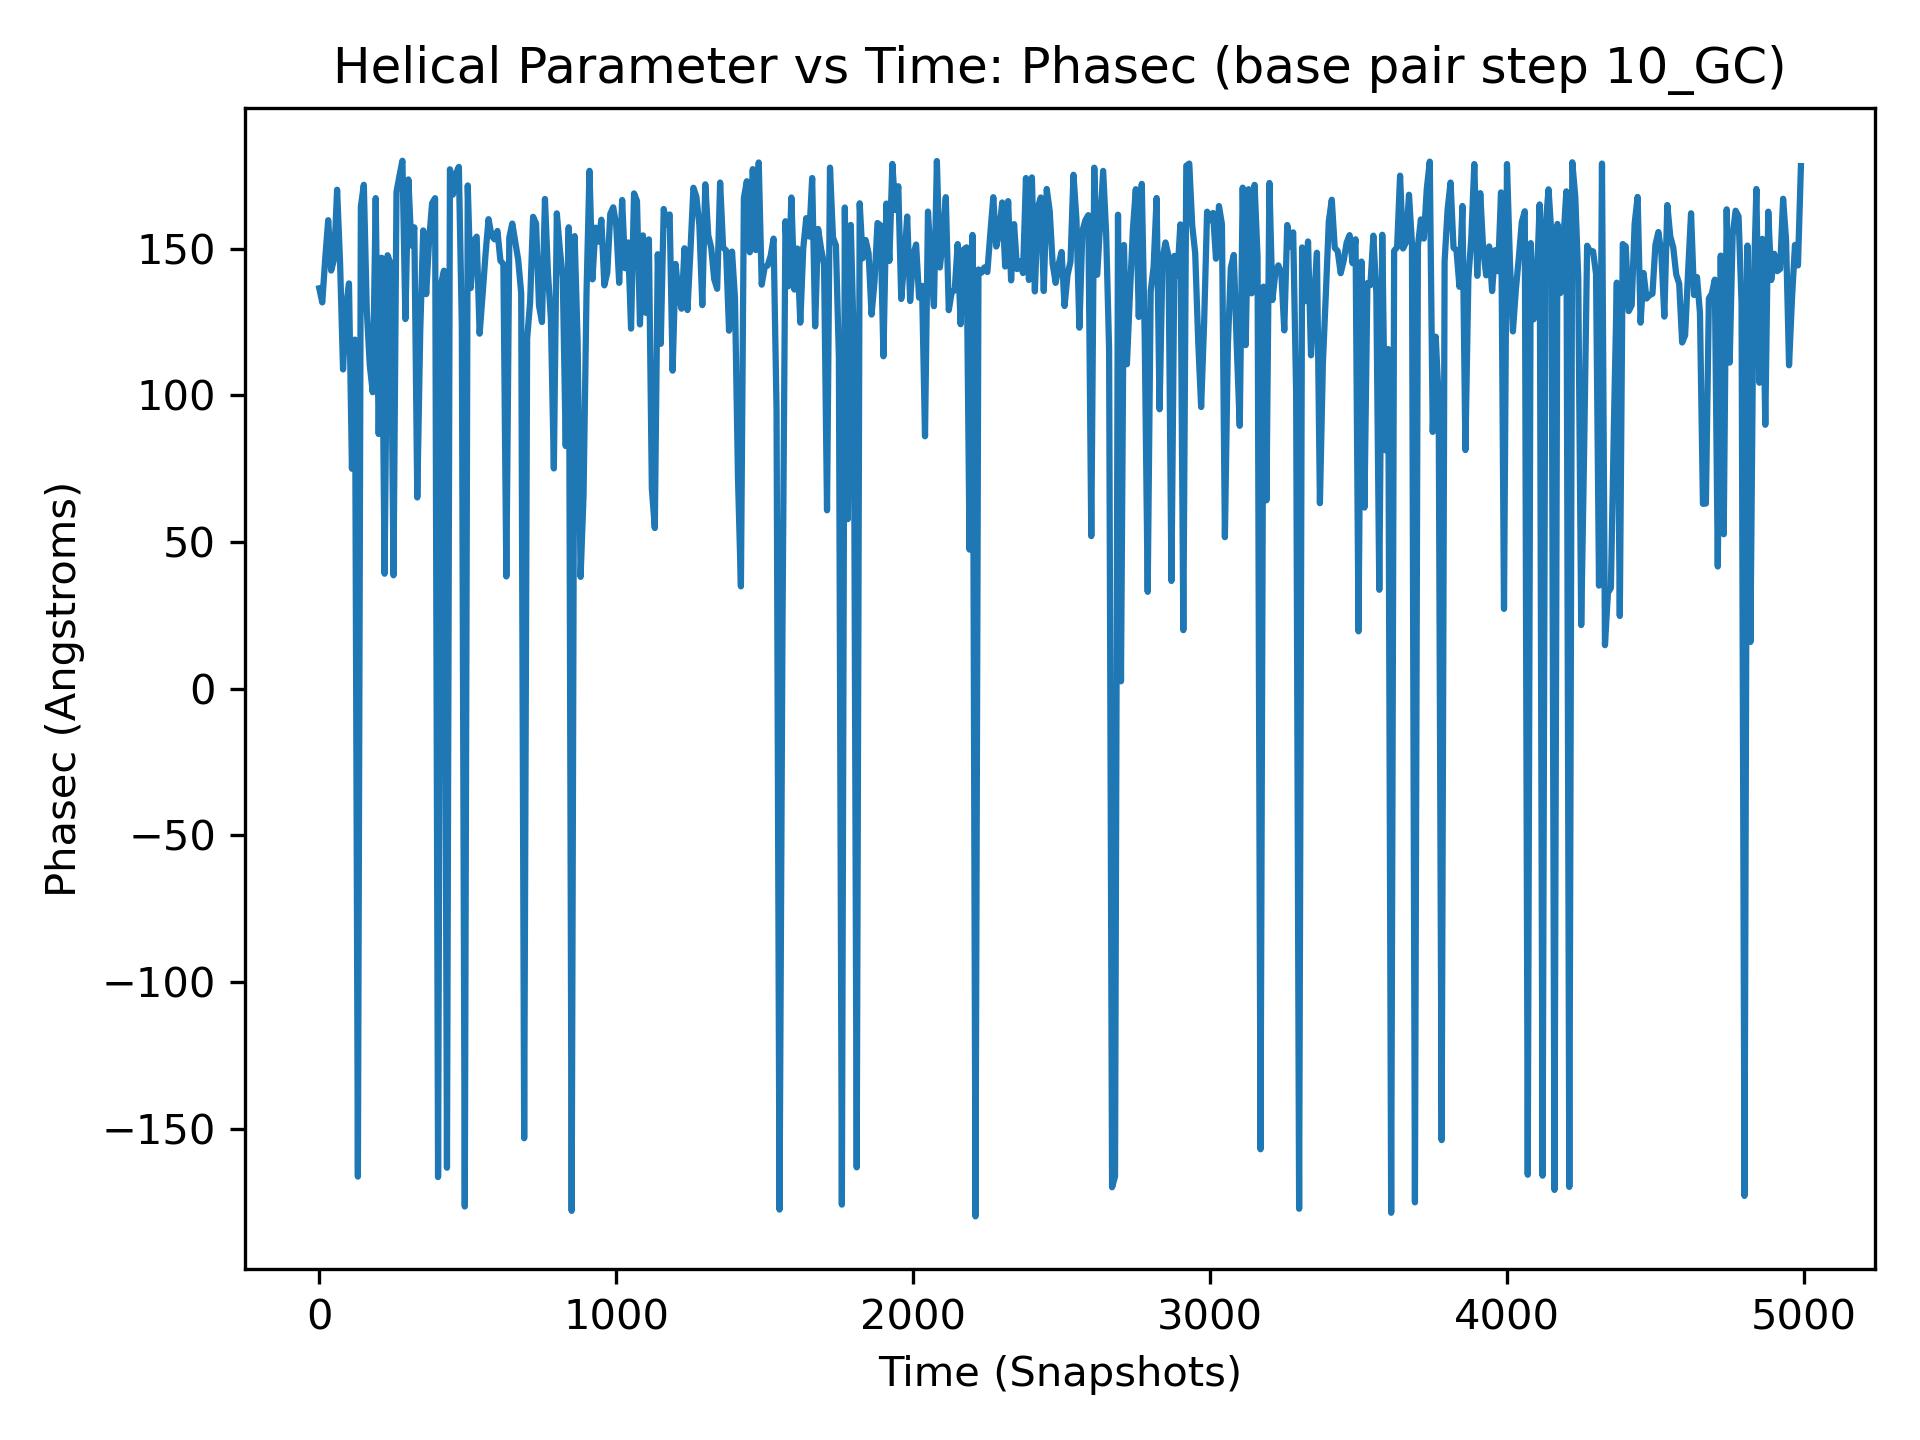 Helical Parameter vs Time: Phasec (base pair step 10_GC)
Phasec (Angstroms)
150
100
50
0
−50
−100
−150
0 1000 2000 3000 4000 5000
Time (Snapshots)